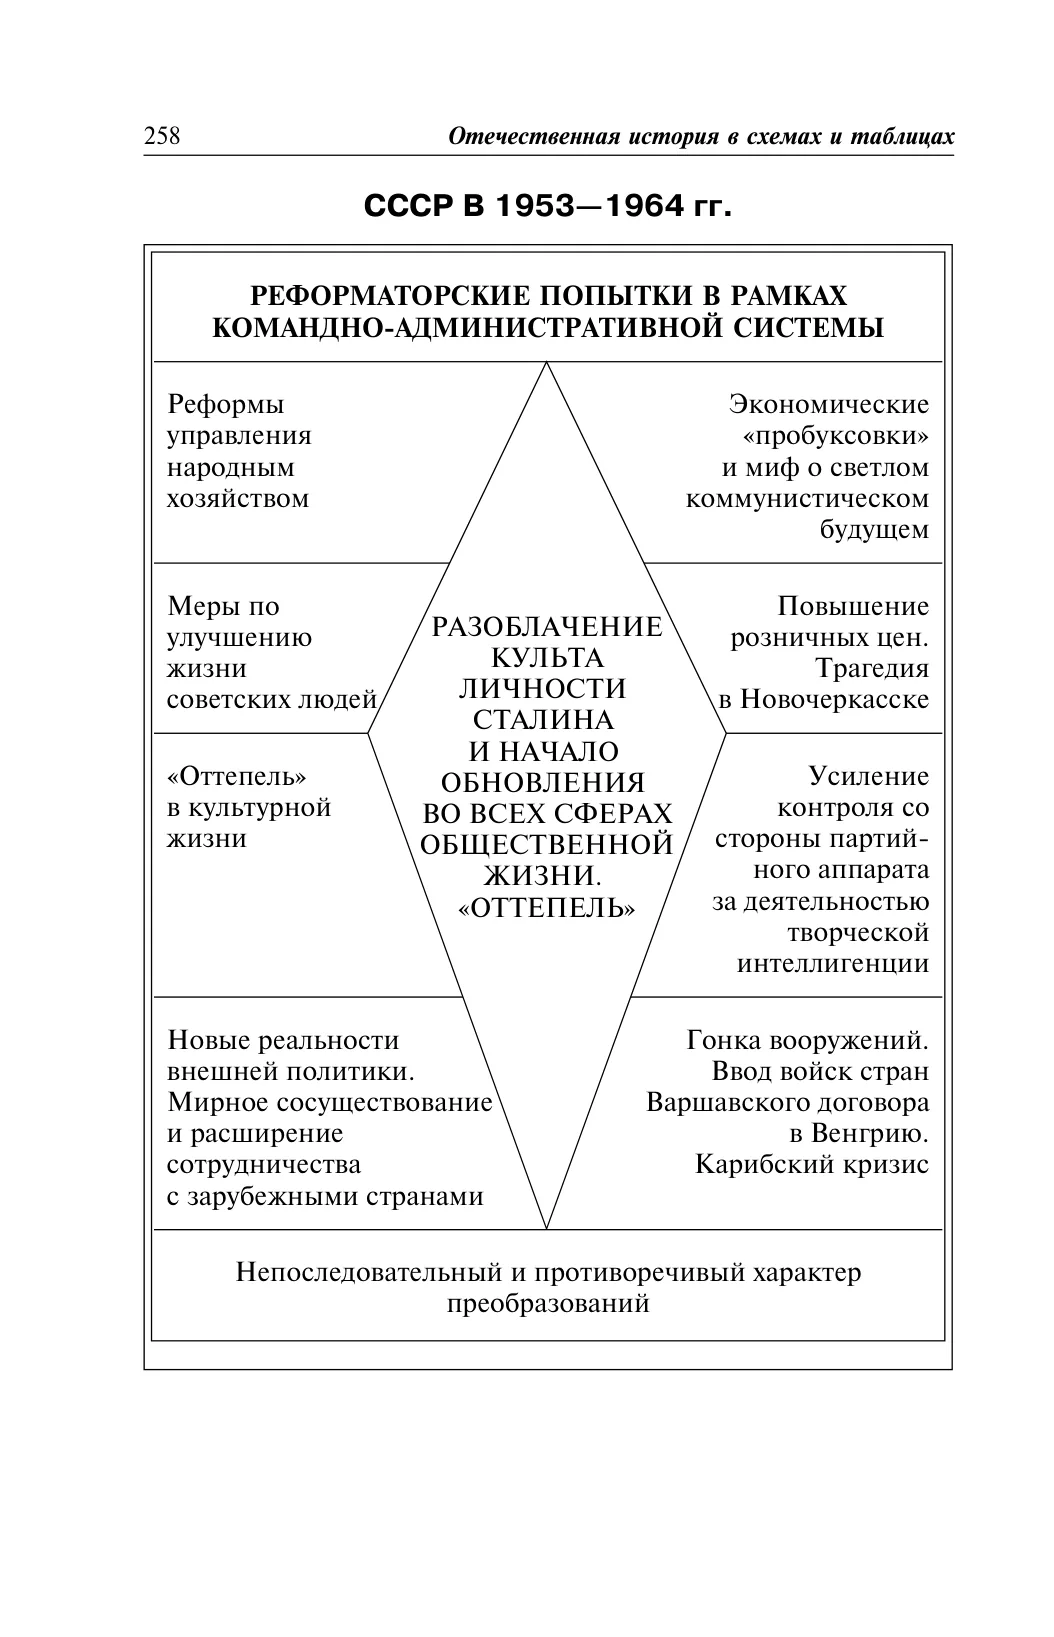 258
Отечественная история в схемах и таблицах
СССР В 1953—1964 гг.
РЕФОРМАТОРСКИЕ ПОПЫТКИ В РАМКАХ
КОМАНДНО-АДМИНИСТРАТИВНОЙ СИСТЕМЫ
Реформы
управления
народным
хозяйством
Экономические
«пробуксовки»
и миф о светлом
коммунистическом
будущем
Меры по
улучшению
жизни
советских людей
РАЗОБЛАЧЕНИЕ
КУЛЬТА
ЛИЧНОСТИ
СТАЛИНА
И НАЧАЛО
ОБНОВЛЕНИЯ
ВО ВСЕХ СФЕРАХ
ОБЩЕСТВЕННОЙ
ЖИЗНИ.
«ОТТЕПЕЛЬ»
Повышение
розничных цен.
Трагедия
в Новочеркасске
«Оттепель»
в культурной
жизни
Усиление
контроля со
стороны партий-
ного аппарата
за деятельностью
творческой
интеллигенции
Новые реальности
внешней политики.
Мирное сосуществование
и расширение
сотрудничества
с зарубежными странами
Гонка вооружений.
Ввод войск стран
Варшавского договора
в Венгрию.
Карибский кризис
Непоследовательный и противоречивый характер
преобразований